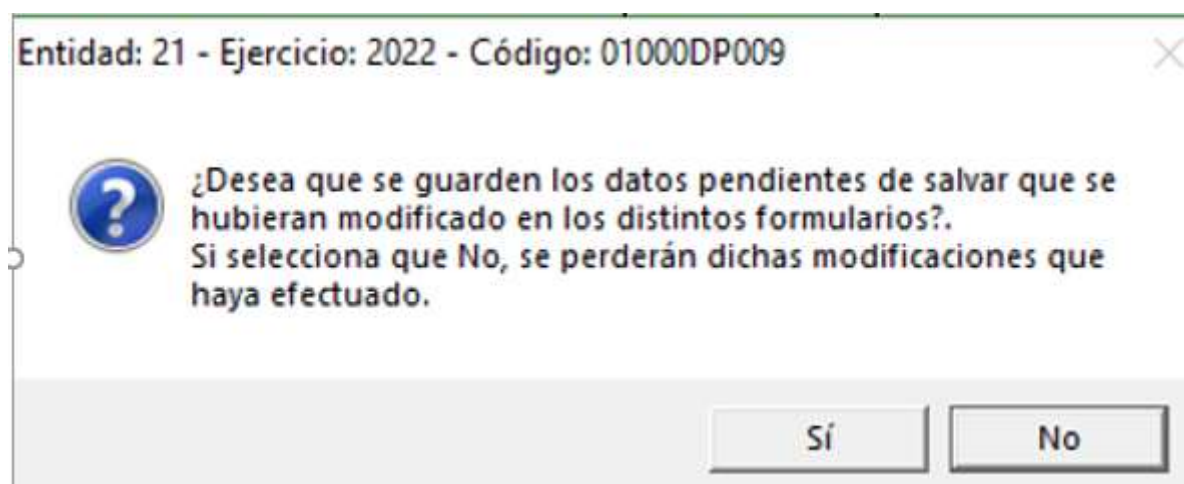 Entidad: 21 - Ejercicio: 2022 - Código: 01000DP009
¿Desea que se guarden los datos pendientes de salvar que se
hubieran modificado en los distintos formularios?.
Si selecciona que No, se perderán dichas modificaciones que
haya efectuado.
Sí
No